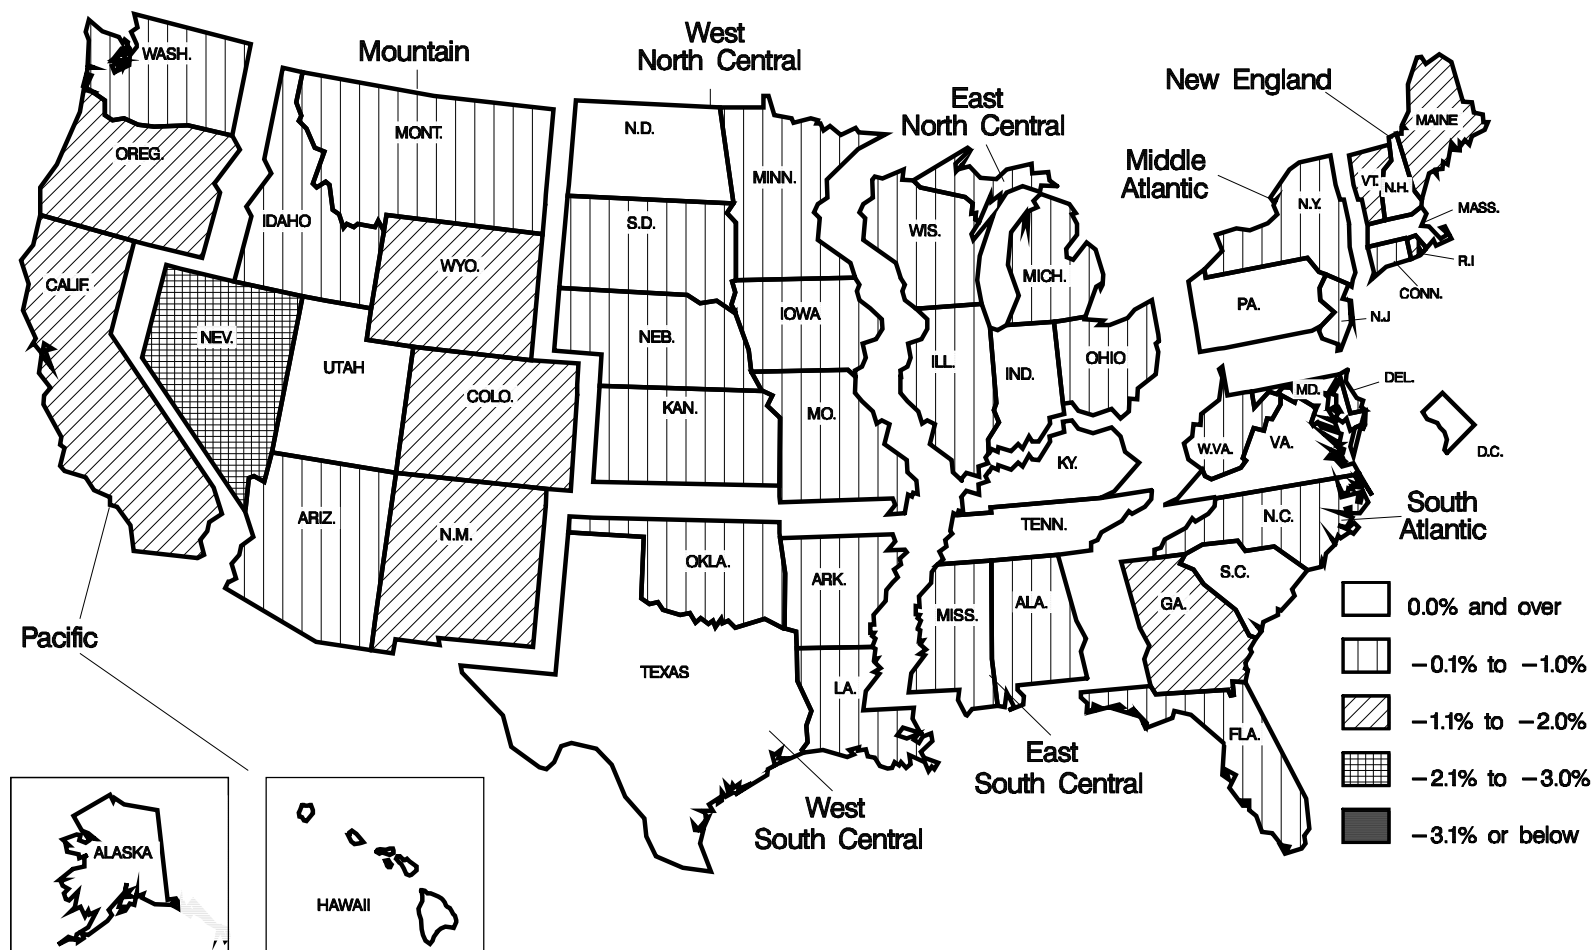 West
North Central
Mountain
WASH.
New England
East
North Central
MAINE
N.D.
MONT.
OREG.
Middle
Atlantic
MINN.
VT.
N.H.
N.Y.
MASS.
IDAHO
S.D.
WIS.
WYO.
R.I
MICH.
CALIF.
CONN.
PA.
IOWA
N.J
NEV.
NEB.
UTAH
ILL.
IND.
OHIO
DEL.
MD.
COLO.
KAN.
MO.
VA.
W.VA.
D.C.
KY.
South
Atlantic
ARIZ.
N.C.
TENN.
N.M.
OKLA.
ARK.
S.C.
GA.
ALA.
MISS.
0.0% and over
Pacific
−0.1% to −1.0%
TEXAS
LA.
−1.1% to −2.0%
FLA.
East
South Central
−2.1% to −3.0%
West
South Central
−3.1% or below
ALASKA
HAWAII